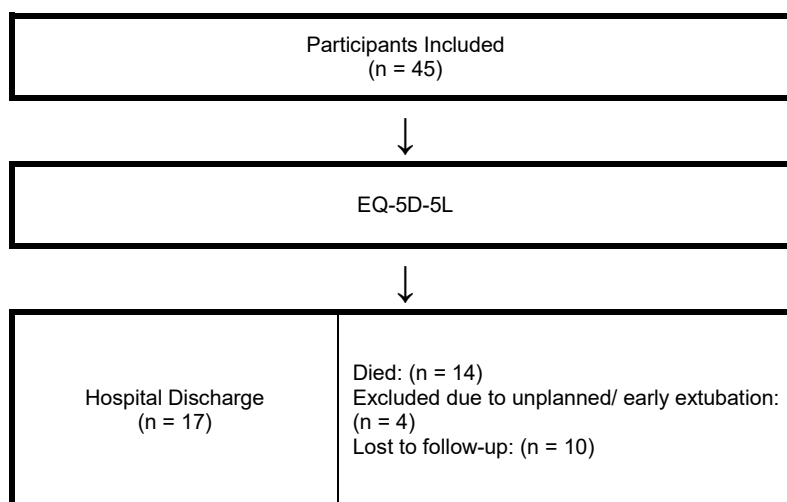 Participants Included
(n = 45)
↓
EQ-5D-5L
↓
Hospital Discharge
(n = 17)
Died: (n = 14)
Excluded due to unplanned/ early extubation:
(n = 4)
Lost to follow-up: (n = 10)